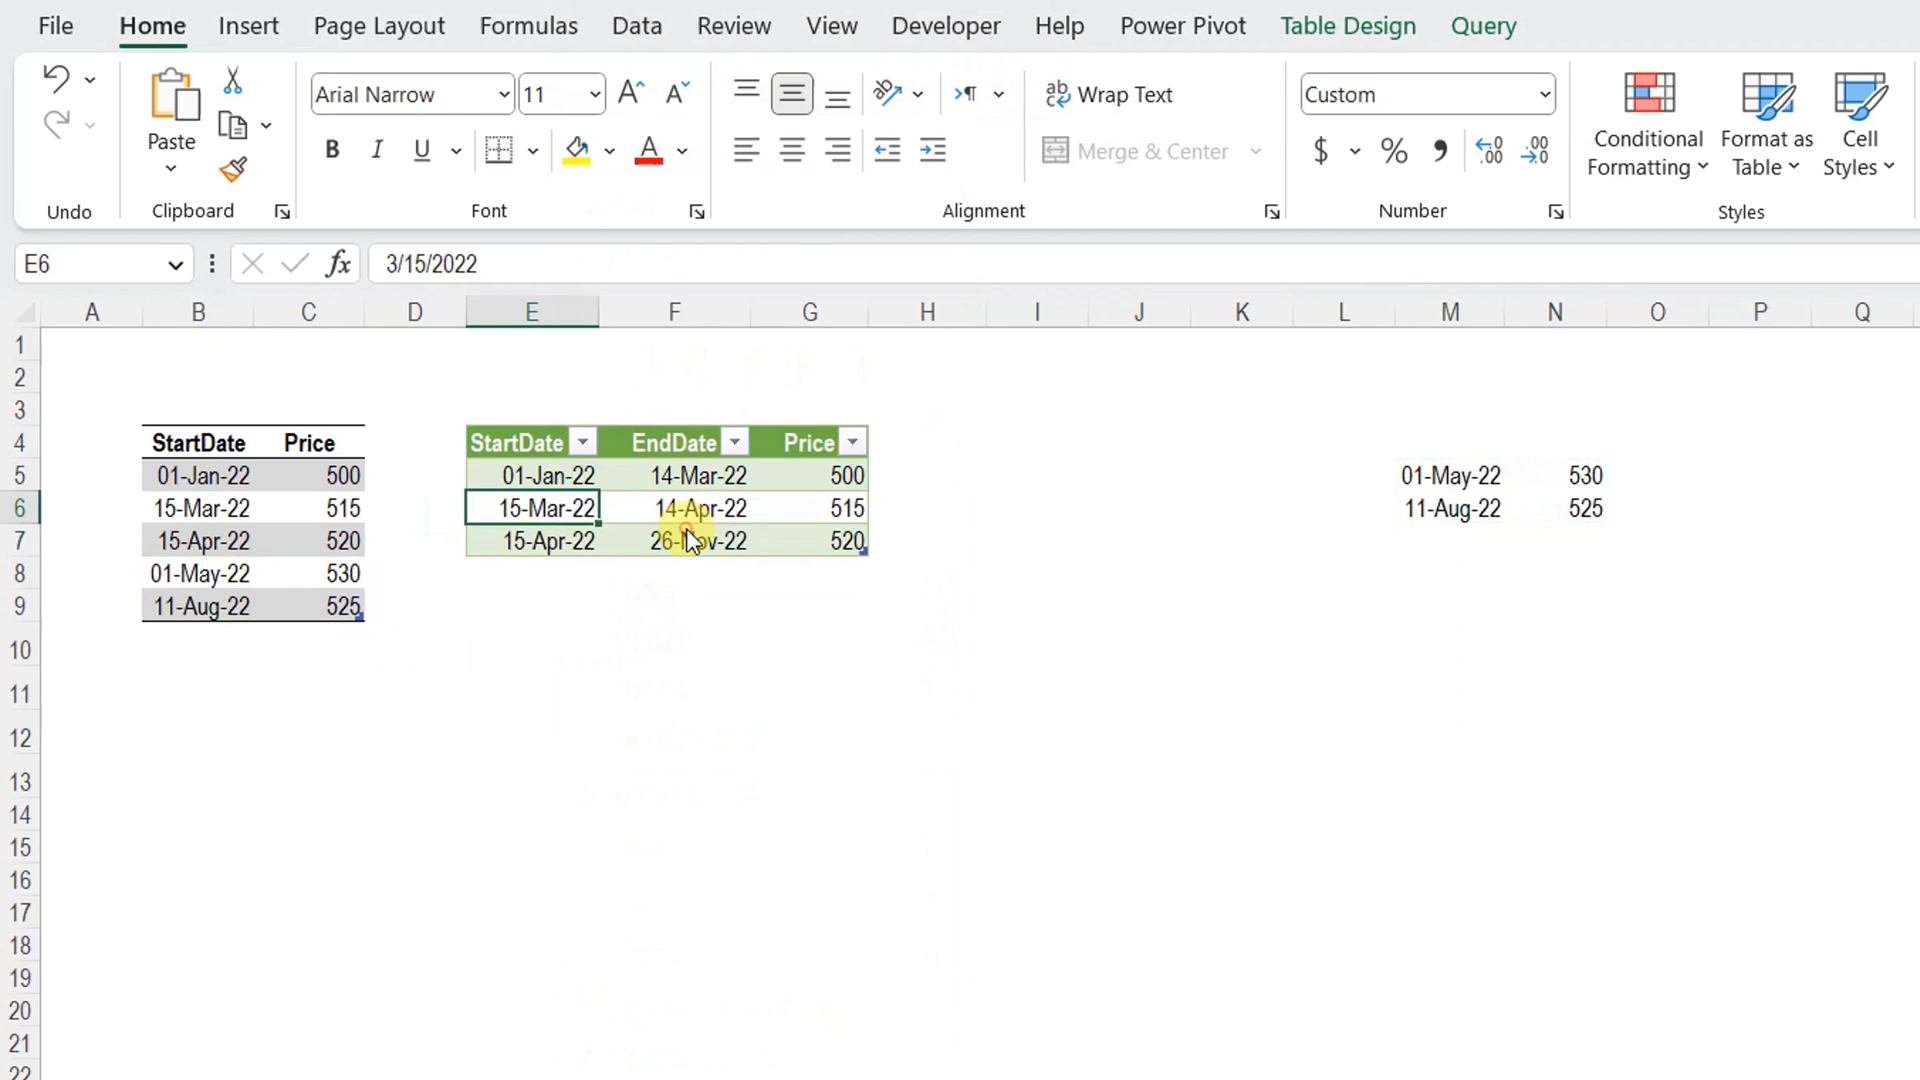 File Home Insert Page Layout Formulas Data Review View Developer Help Power Pivot Table Design Query
Paste
Undo Clipboard
Arial Narrow 11
B I U A
Font
ab Wrap Text
Merge & Center
Alignment
Custom
$ % , .00
Number
Conditional Formatting
Format as Table
Cell Styles
Styles
E6 fx 3/15/2022
A B C D E F G H I J K L M N O P Q
1
2
3
4 StartDate Price StartDate EndDate Price
5 01-Jan-22 500 01-Jan-22 14-Mar-22 500 01-May-22 530
6 15-Mar-22 515 15-Mar-22 14-Apr-22 515 11-Aug-22 525
7 15-Apr-22 520 15-Apr-22 26-Nov-22 520
8 01-May-22 530
9 11-Aug-22 525
10
11
12
13
14
15
16
17
18
19
20
21
22